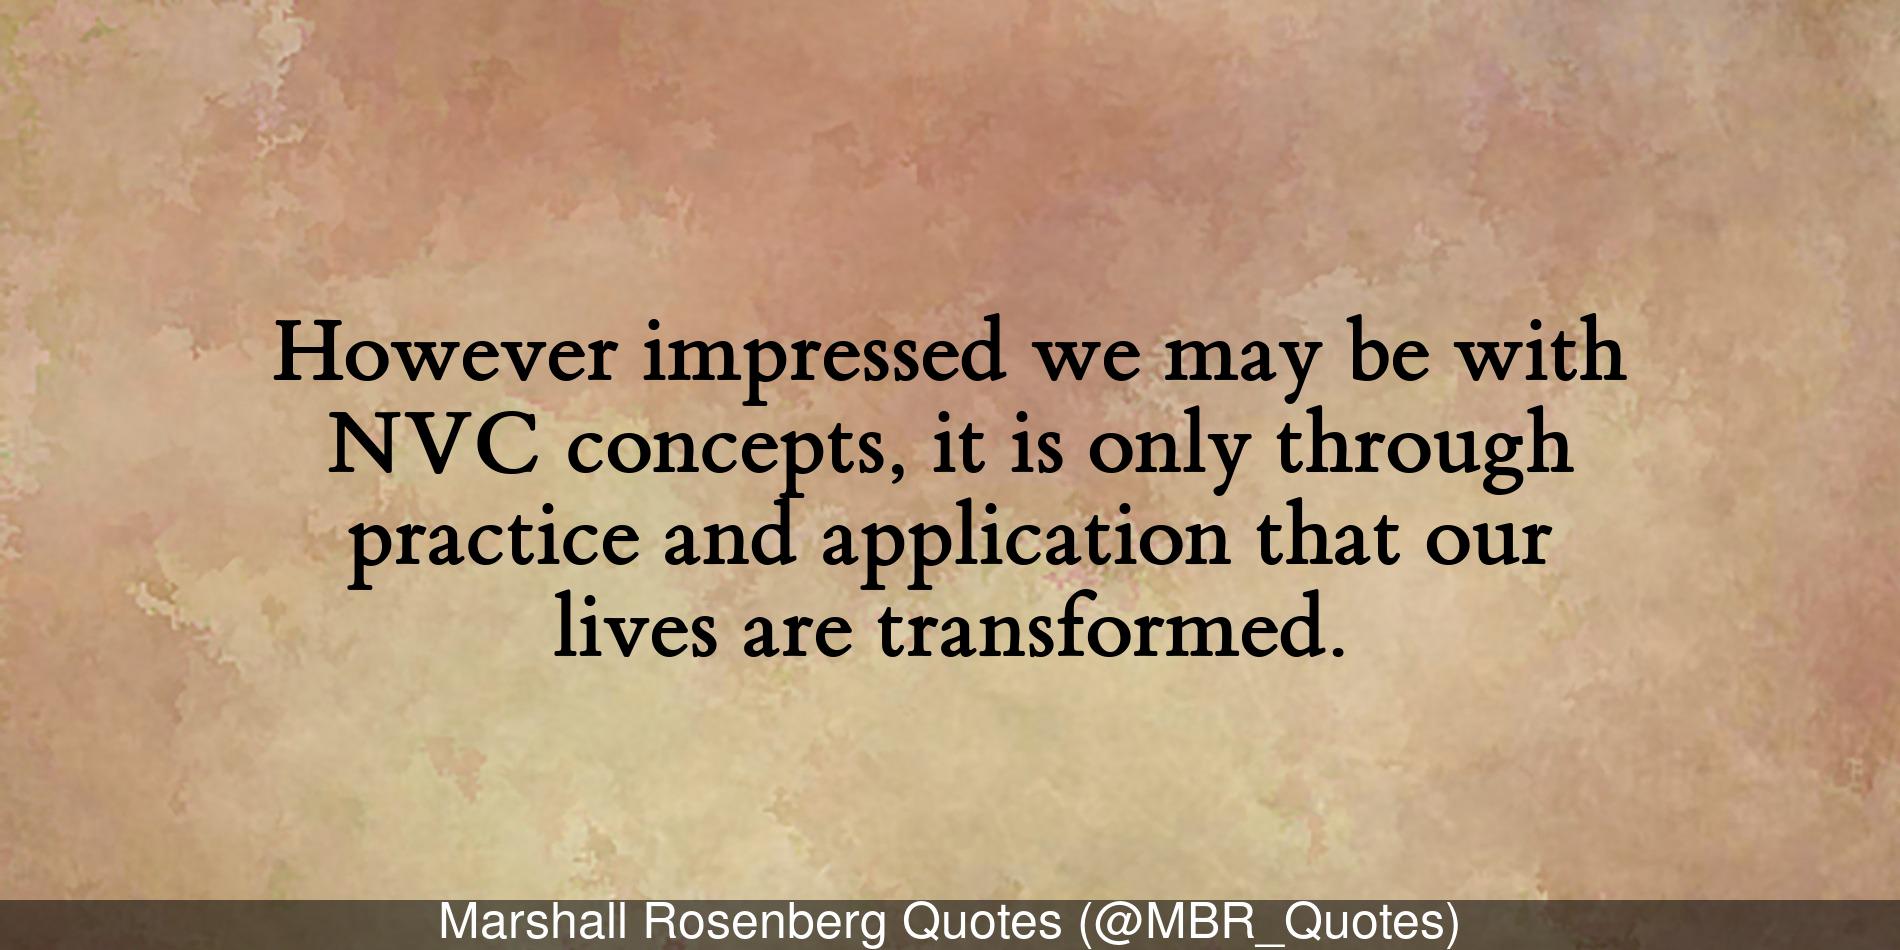 However impressed we may be with
NVC concepts, it is only through
practice and application that our
lives are transformed.
Marshall Rosenberg Quotes (@MBR_Quotes)